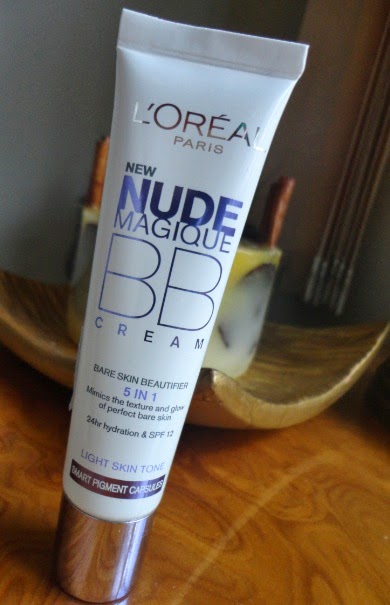 L'ORÉAL
PARIS
NEW
NUDE
MAGIQUE
BB
CREAM
BARE SKIN BEAUTIFIER
5 IN 1
Mimics the texture and glow
of perfect bare skin
24hr hydration & SPF 12
LIGHT SKIN TONE
SMART PIGMENT CAPSULES